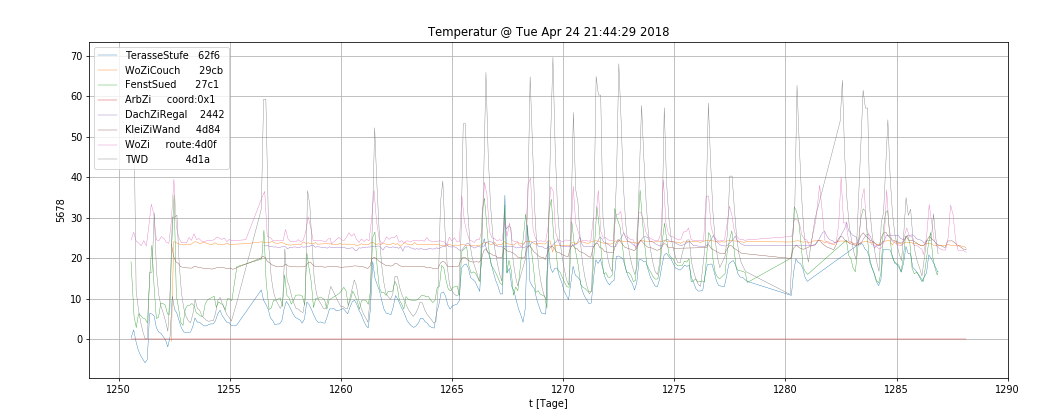 Temperatur @ Tue Apr 24 21:44:29 2018
70
60
50
40
30
20
10
0
5678
TerasseStufe 62f6
WoZiCouch 29cb
FenstSued 27c1
ArbZi coord:0x1
DachZiRegal 2442
KleiZiWand 4d84
WoZi route:4d0f
TWD 4d1a
1250 1255 1260 1265 1270 1275 1280 1285 1290
t [Tage]